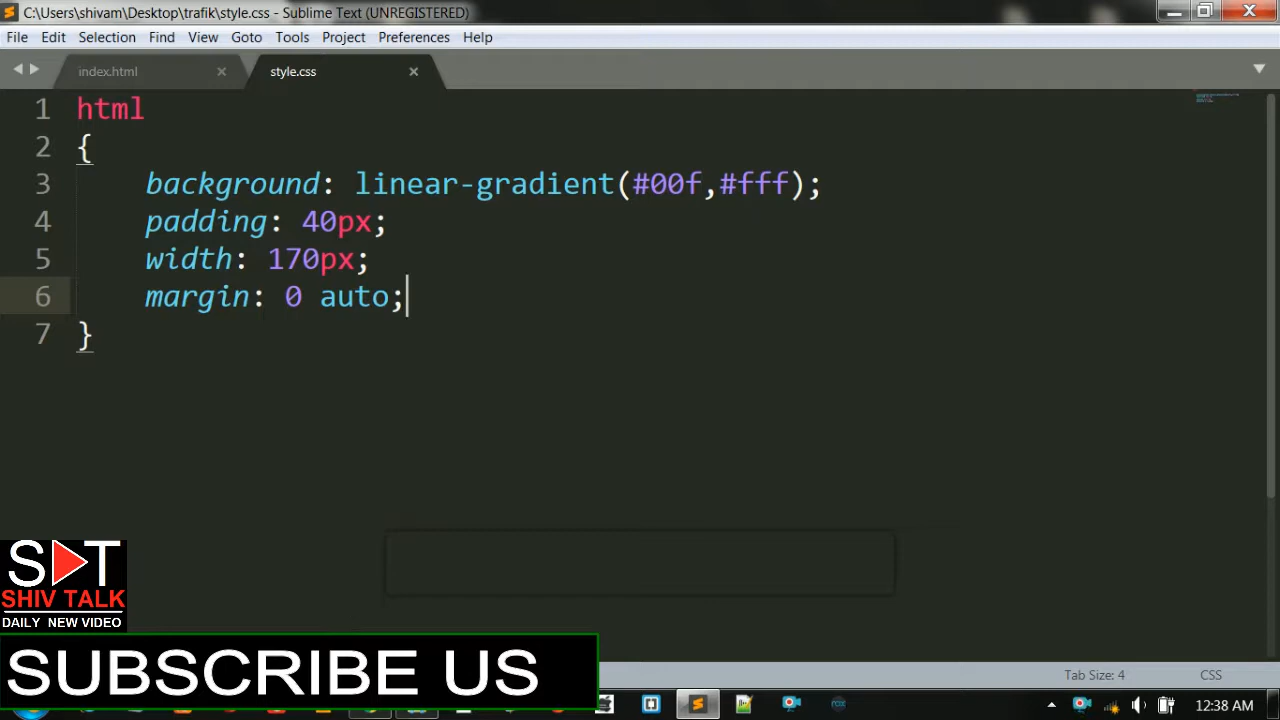 C:\Users\shivam\Desktop\trafik\style.css - Sublime Text (UNREGISTERED)
File Edit Selection Find View Goto Tools Project Preferences Help
index.html style.css
1 html
2 {
3 background: linear-gradient(#00f,#fff);
4 padding: 40px;
5 width: 170px;
6 margin: 0 auto;
7 }
S T
SHIV TALK
DAILY NEW VIDEO
SUBSCRIBE US
Tab Size: 4 CSS
12:38 AM